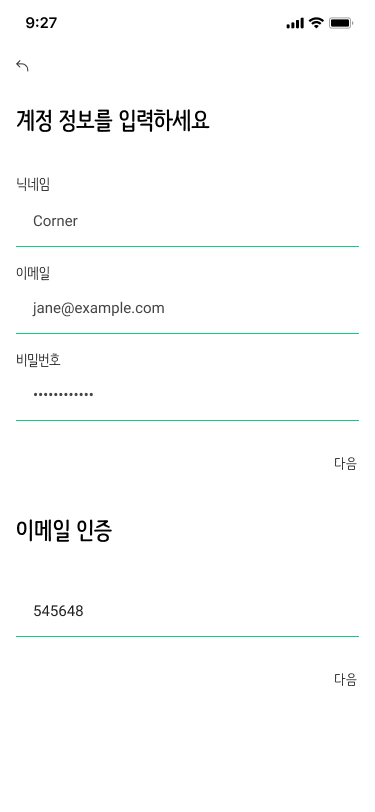 9:27
계정 정보를 입력하세요
닉네임
Corner
이메일
jane@example.com
비밀번호
••••••••••••
다음
이메일 인증
545648
다음